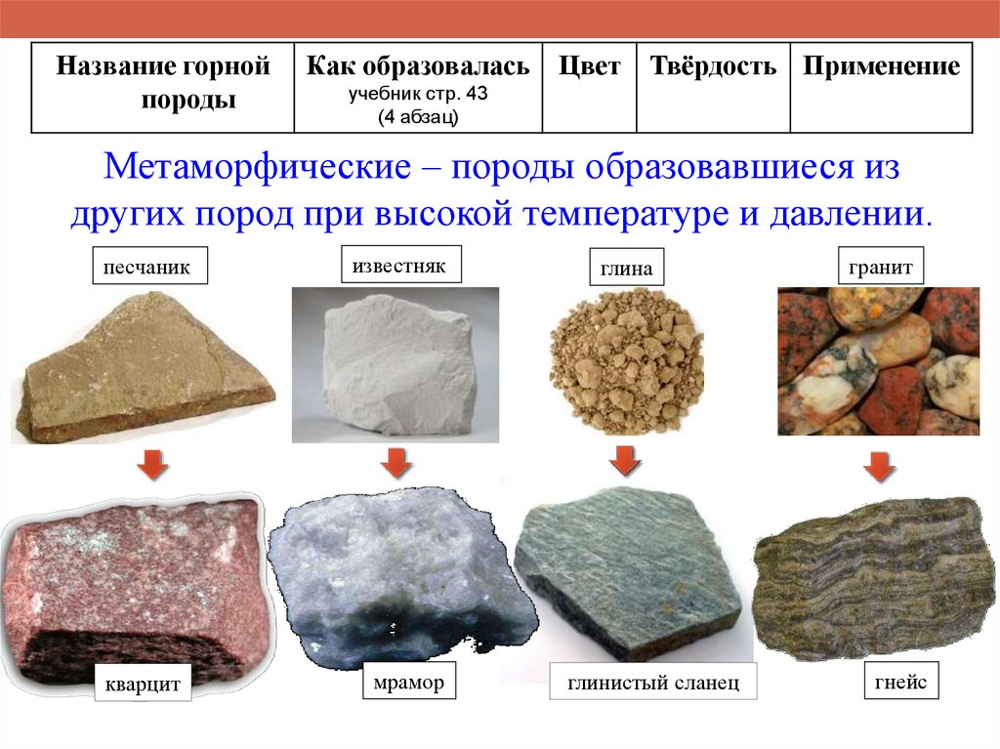 Название горной породы
Как образовалась
учебник стр. 43
(4 абзац)
Цвет
Твёрдость
Применение
Метаморфические – породы образовавшиеся из
других пород при высокой температуре и давлении.
песчаник
известняк
глина
гранит
кварцит
мрамор
глинистый сланец
гнейс